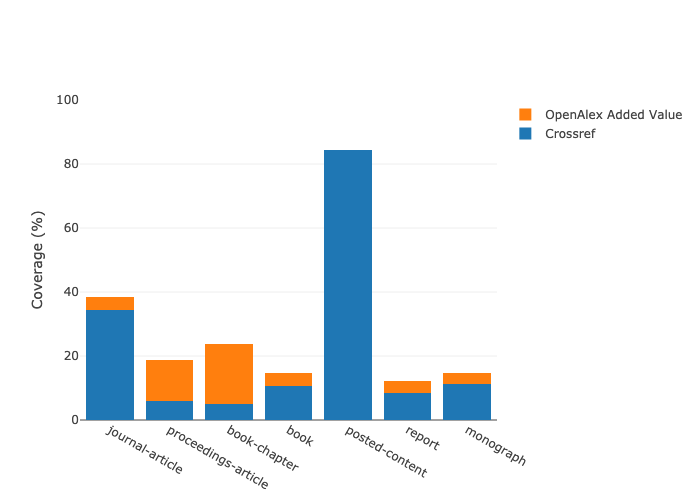 100
80
60
40
20
0
Coverage (%)
journal-article
proceedings-article
book-chapter
book
posted-content
report
monograph
OpenAlex Added Value
Crossref